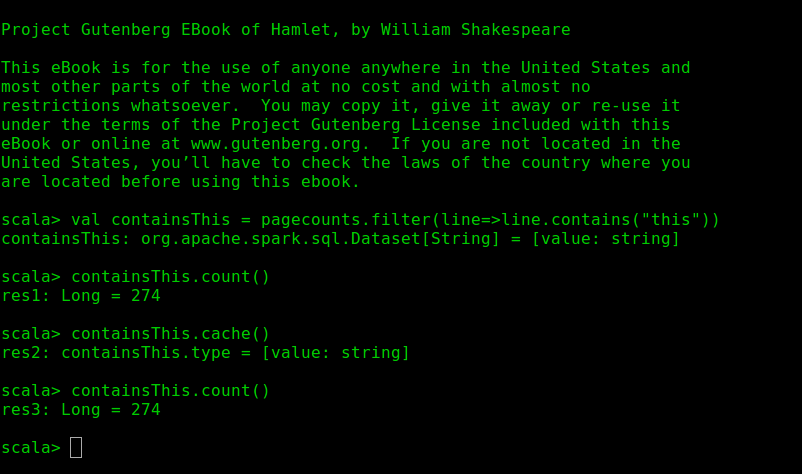 Project Gutenberg EBook of Hamlet, by William Shakespeare
This eBook is for the use of anyone anywhere in the United States and
most other parts of the world at no cost and with almost no
restrictions whatsoever.  You may copy it, give it away or re-use it
under the terms of the Project Gutenberg License included with this
eBook or online at www.gutenberg.org.  If you are not located in the
United States, you’ll have to check the laws of the country where you
are located before using this ebook.
scala> val containsThis = pagecounts.filter(line=>line.contains("this"))
containsThis: org.apache.spark.sql.Dataset[String] = [value: string]
scala> containsThis.count()
res1: Long = 274
scala> containsThis.cache()
res2: containsThis.type = [value: string]
scala> containsThis.count()
res3: Long = 274
scala>